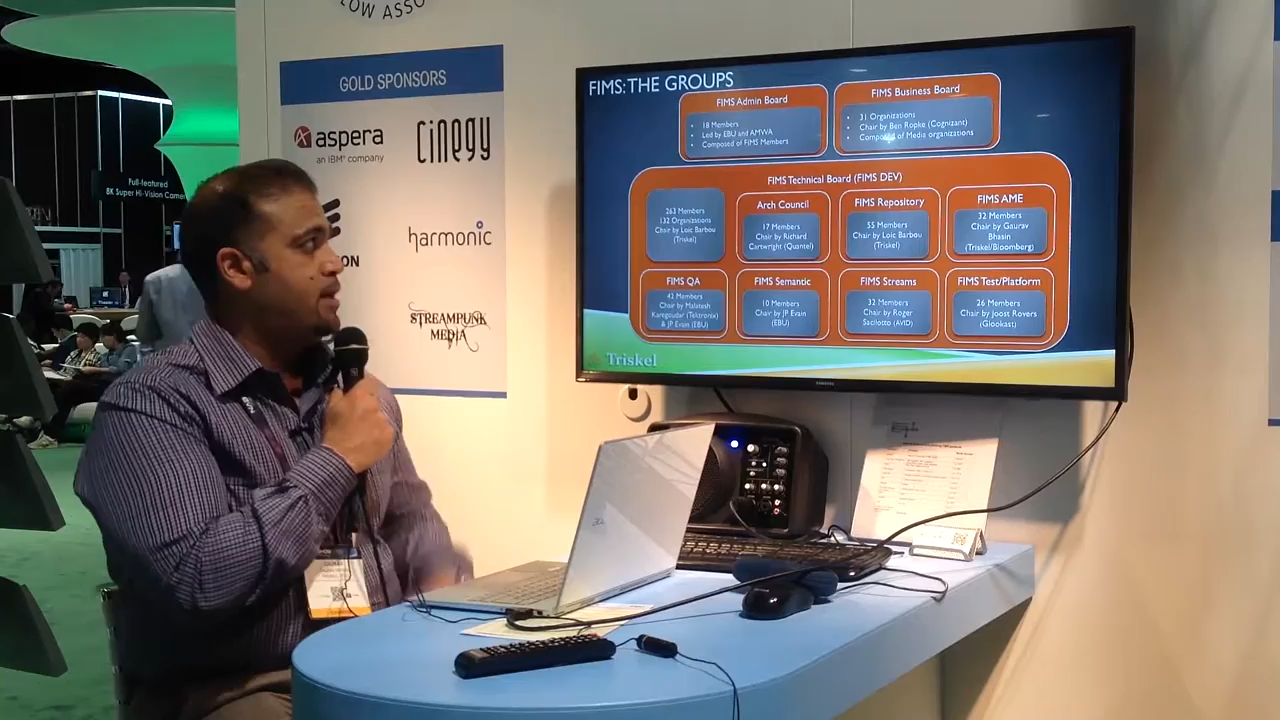 LOW ASSO
GOLD SPONSORS
aspera
an IBM company
cinegy
ON
harmonic
STREAMPUNK
MEDIA
Full-featured
8K Super Hi-Vision Camera
FIMS: THE GROUPS
FIMS Admin Board
• 18 Members
• Led by EBU and AMWA
• Composed of FIMS Members
FIMS Business Board
• 31 Organizations
• Chair by Ben Ropke (Cognizant)
• Composed of Media organizations
FIMS Technical Board (FIMS DEV)
263 Members
132 Organizations
Chair by Loic Barbou
(Triskel)
Arch Council
17 Members
Chair by Richard
Cartwright (Quantel)
FIMS Repository
55 Members
Chair by Loic Barbou
(Triskel)
FIMS AME
32 Members
Chair by Gaurav
Bhasin
(Triskel/Bloomberg)
FIMS QA
42 Members
Chair by Malatesh
Karegoudar (Tektronix)
& JP Evain (EBU)
FIMS Semantic
10 Members
Chair by JP Evain
(EBU)
FIMS Streams
32 Members
Chair by Roger
Sacilotto (AVID)
FIMS Test/Platform
26 Members
Chair by Joost Rovers
(Glookast)
Triskel
SAMSUNG